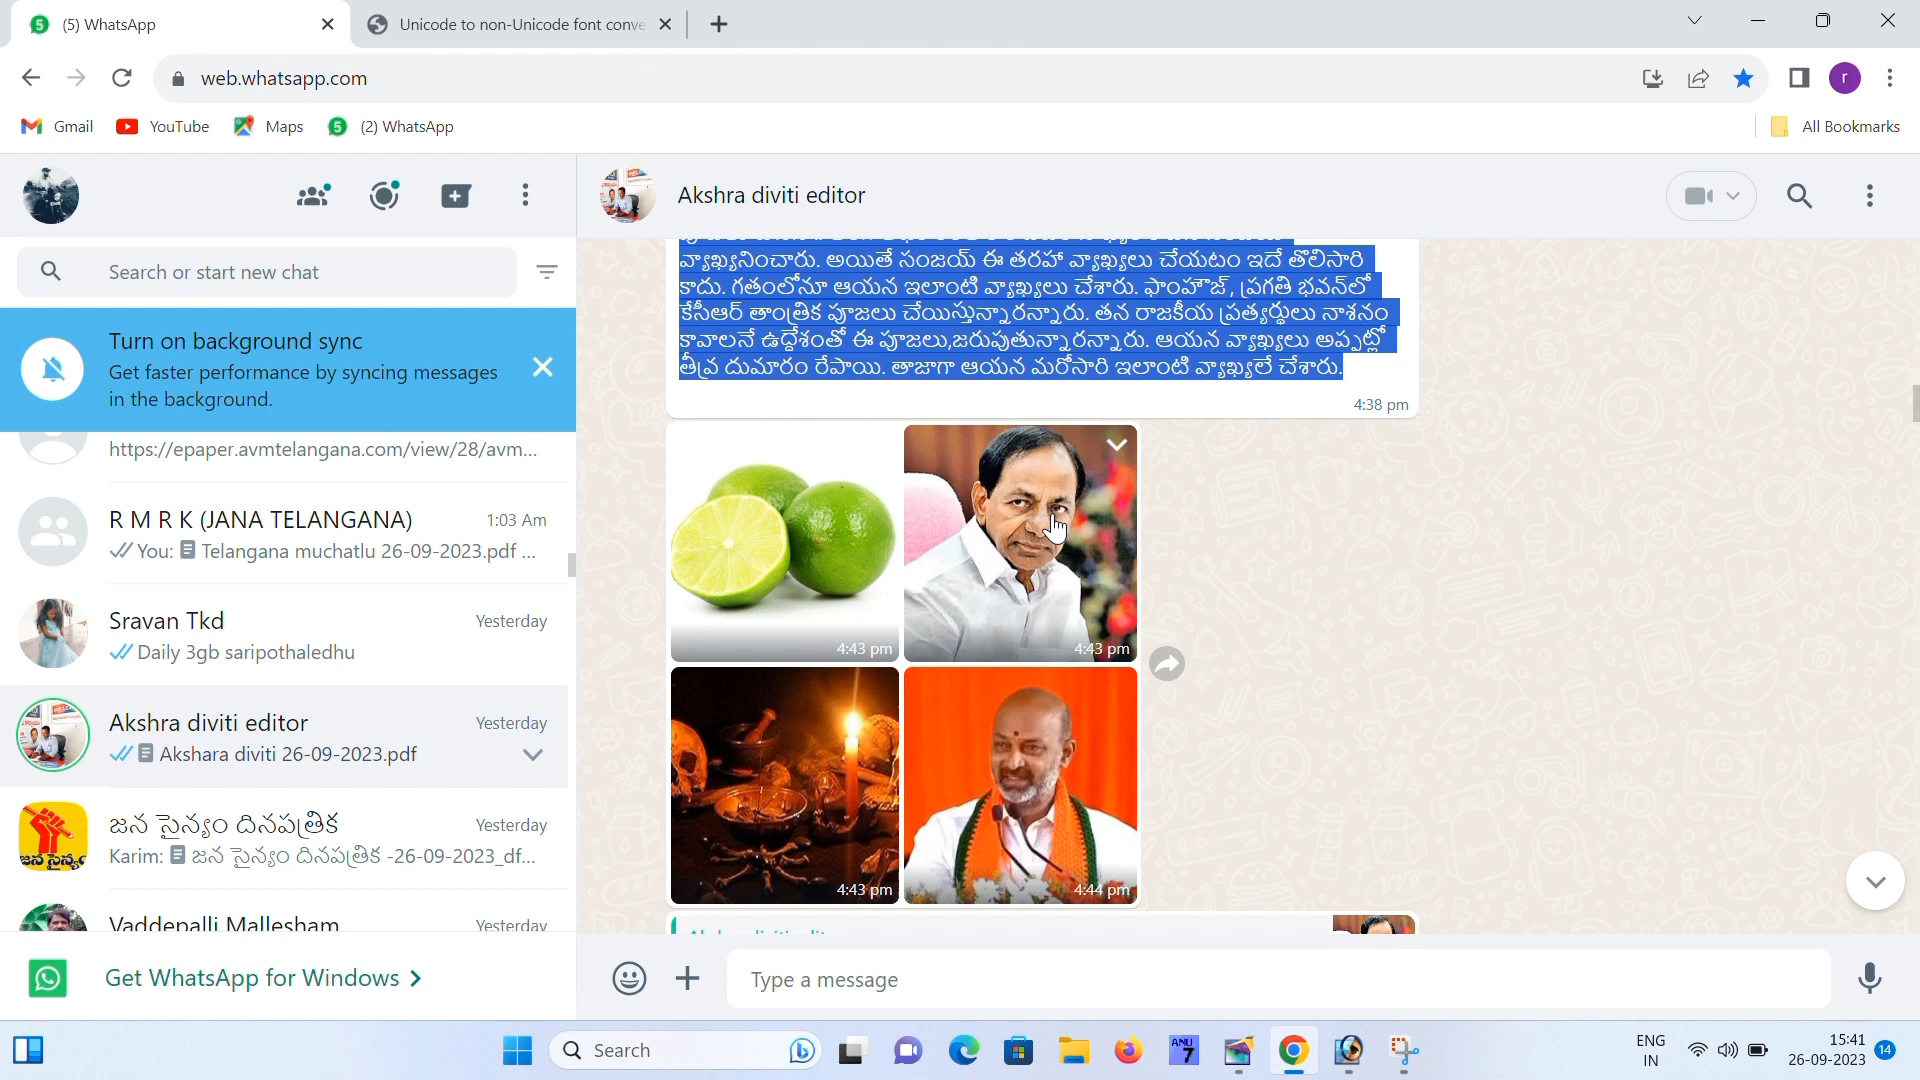 (5) WhatsApp
Unicode to non-Unicode font conve
web.whatsapp.com
Gmail
YouTube
Maps
(2) WhatsApp
All Bookmarks
Akshra diviti editor
Search or start new chat
Turn on background sync
Get faster performance by syncing messages
in the background.
https://epaper.avmtelangana.com/view/28/avm...
R M R K (JANA TELANGANA) 1:03 Am
You: Telangana muchatlu 26-09-2023.pdf ...
Sravan Tkd Yesterday
Daily 3gb saripothaledhu
Akshra diviti editor Yesterday
Akshara diviti 26-09-2023.pdf
జన సైన్యం దినపత్రిక Yesterday
Karim: జన సైన్యం దినపత్రిక -26-09-2023_df...
జన సైన్యం
Vaddepalli Mallesham Yesterday
Get WhatsApp for Windows
వ్యాఖ్యనించారు. అయితే సంజయ్ ఈ తరహా వ్యాఖ్యలు చేయటం ఇదే తొలిసారి
కాదు. గతంలోనూ ఆయన ఇలాంటి వ్యాఖ్యలు చేశారు. ఫాంహౌజ్, ప్రగతి భవన్‌లో
కేసీఆర్ తాంత్రిక పూజలు చేయిస్తున్నారన్నారు. తన రాజకీయ ప్రత్యర్థులు నాశనం
కావాలనే ఉద్దేశంతో ఈ పూజలు,జరుపుతున్నారన్నారు. ఆయన వ్యాఖ్యలు అప్పట్లో
తీవ్ర దుమారం రేపాయి. తాజాగా ఆయన మరోసారి ఇలాంటి వ్యాఖ్యలే చేశారు.
4:38 pm
4:43 pm
4:43 pm
4:43 pm
4:44 pm
Type a message
Search
ANU
7
ENG
IN
15:41
26-09-2023
14